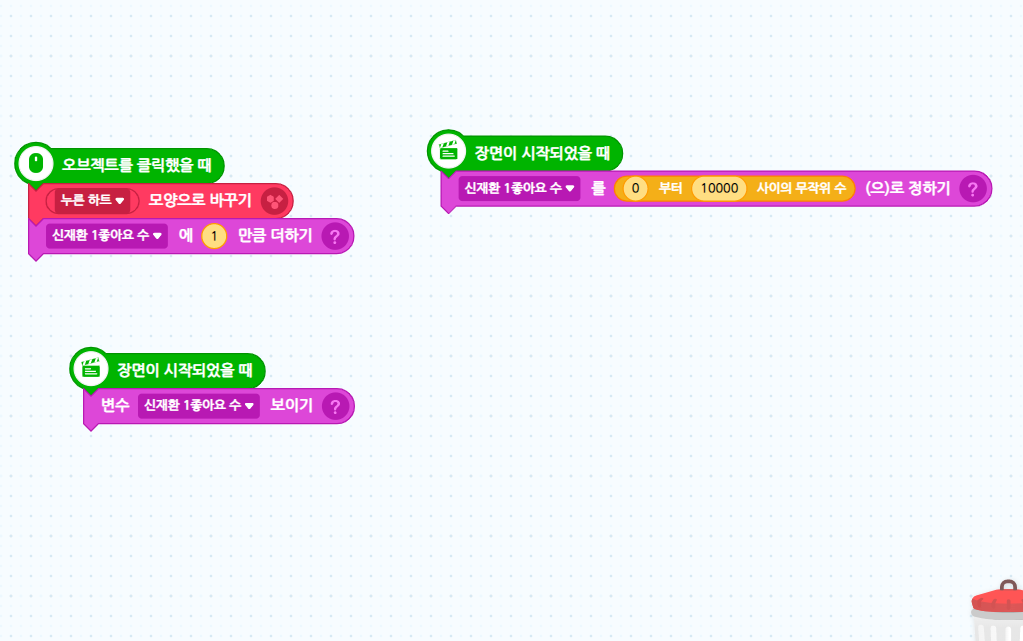 오브젝트를 클릭했을 때
누른 하트 모양으로 바꾸기
신재환 1좋아요 수 에 1 만큼 더하기 ?
장면이 시작되었을 때
신재환 1좋아요 수 를 0 부터 10000 사이의 무작위 수 (으)로 정하기 ?
장면이 시작되었을 때
변수 신재환 1좋아요 수 보이기 ?